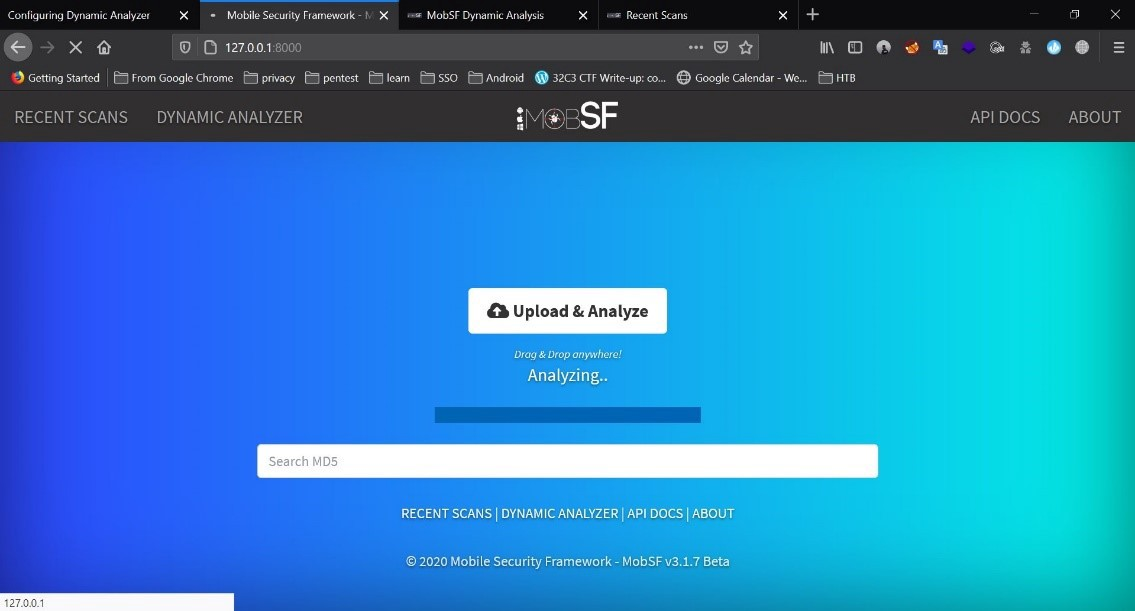 Configuring Dynamic Analyzer
Mobile Security Framework - M
MobSF Dynamic Analysis
Recent Scans
127.0.0.1:8000
Getting Started
From Google Chrome
privacy
pentest
learn
SSO
Android
32C3 CTF Write-up: co...
Google Calendar - We...
HTB
RECENT SCANS
DYNAMIC ANALYZER
MOBSF
API DOCS
ABOUT
Upload & Analyze
Drag & Drop anywhere!
Analyzing..
Search MD5
RECENT SCANS | DYNAMIC ANALYZER | API DOCS | ABOUT
© 2020 Mobile Security Framework - MobSF v3.1.7 Beta
127.0.0.1